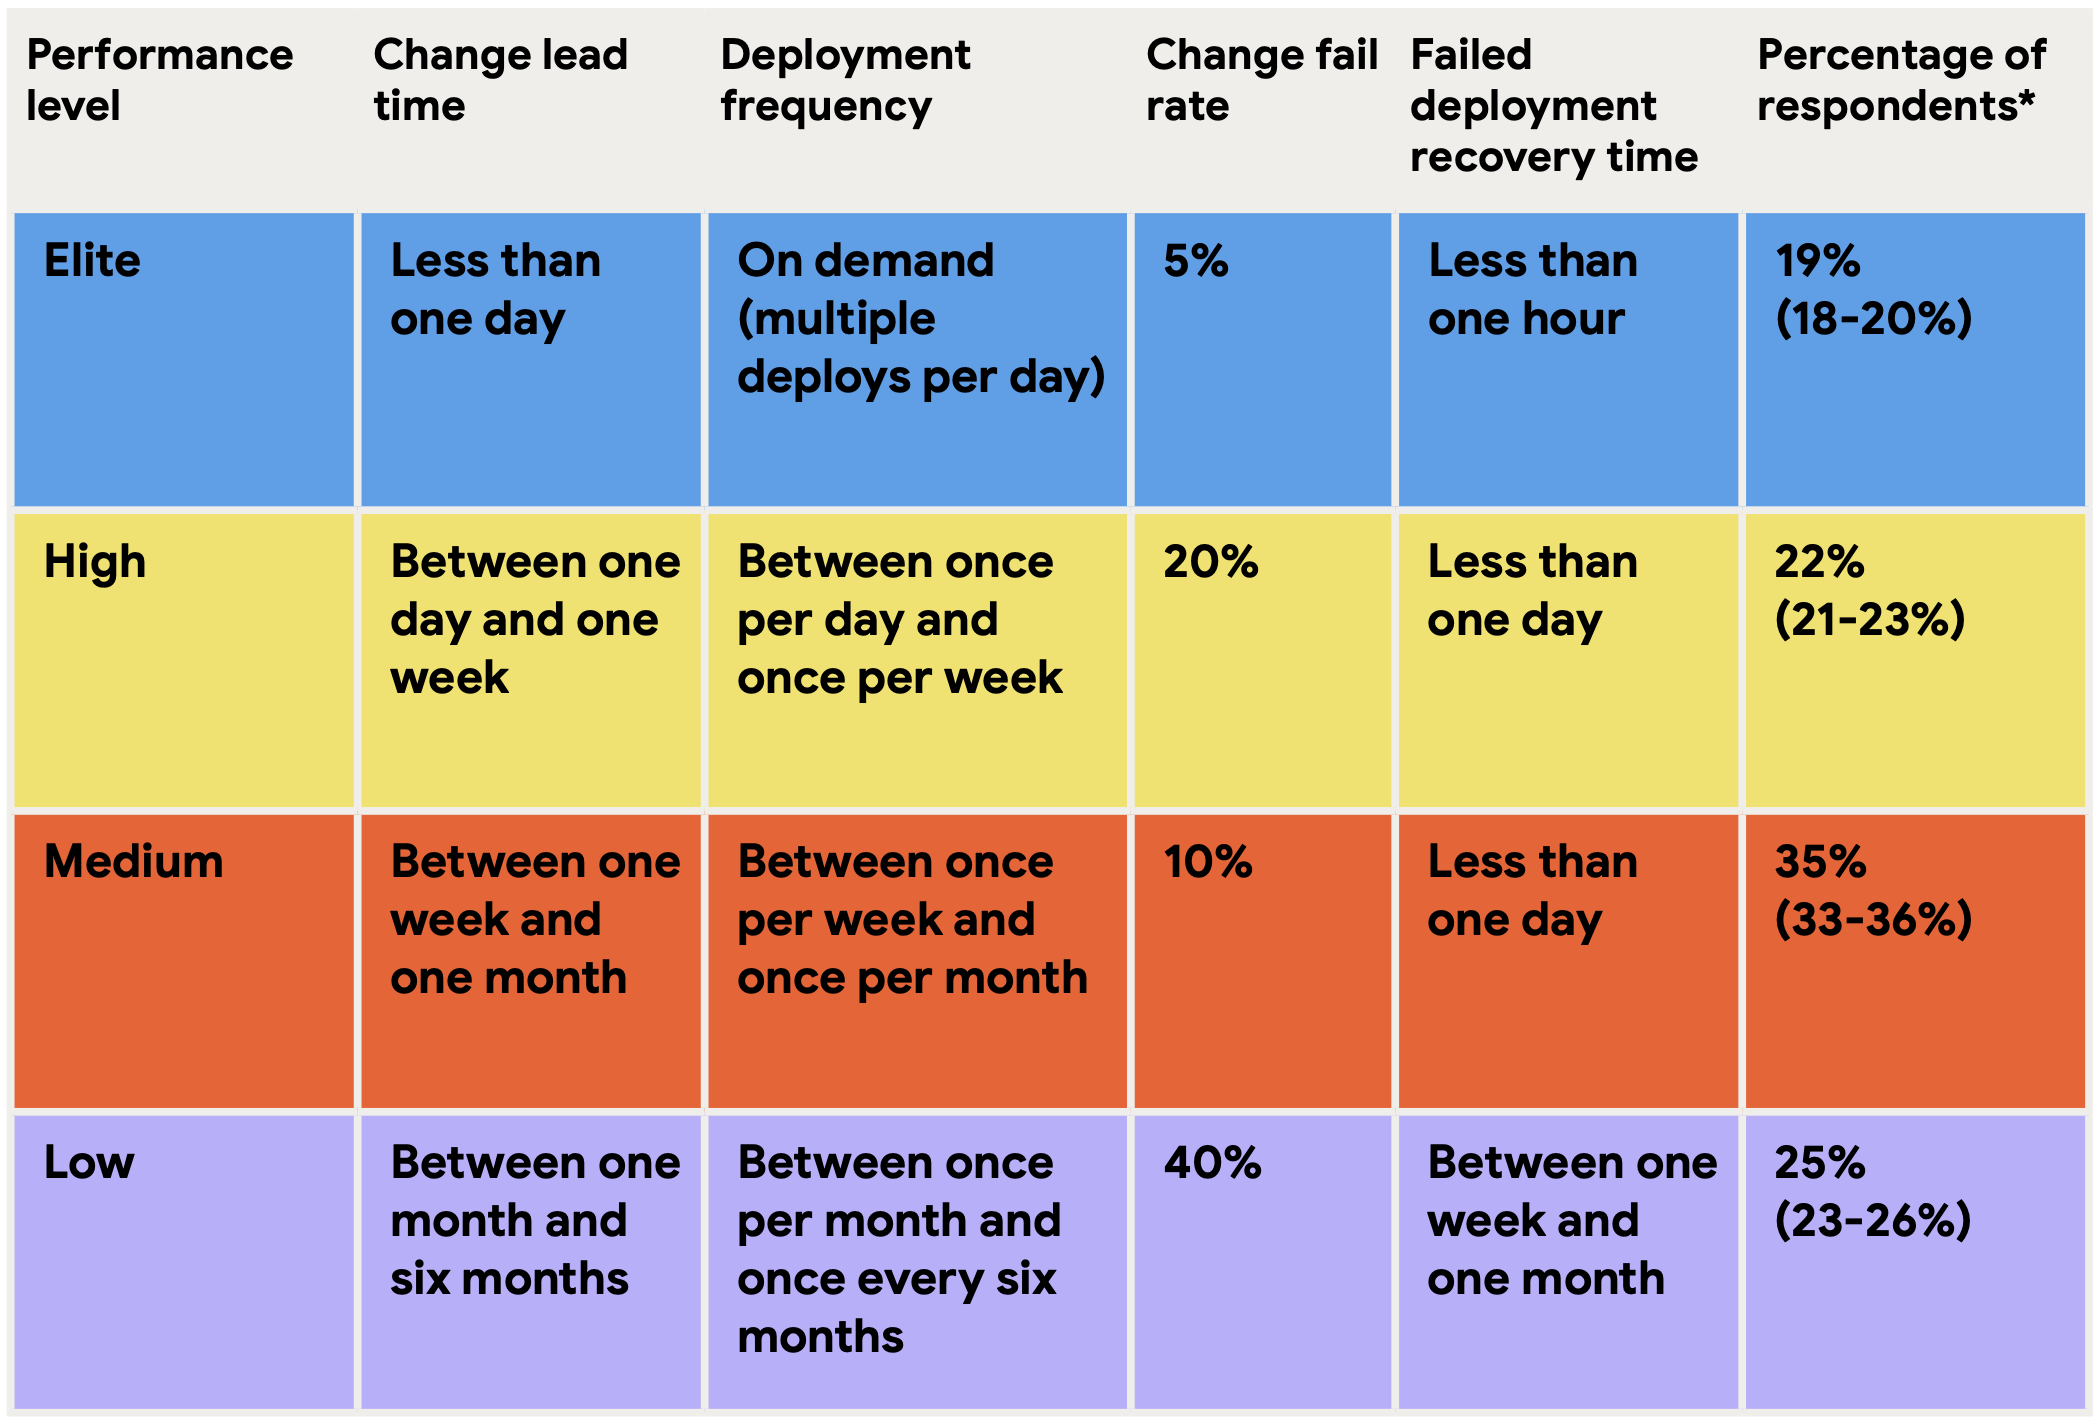 Performance
level
Change lead
time
Deployment
frequency
Change fail
rate
Failed
deployment
recovery time
Percentage of
respondents*
Elite
Less than
one day
On demand
(multiple
deploys per day)
5%
Less than
one hour
19%
(18-20%)
High
Between one
day and one
week
Between once
per day and
once per week
20%
Less than
one day
22%
(21-23%)
Medium
Between one
week and
one month
Between once
per week and
once per month
10%
Less than
one day
35%
(33-36%)
Low
Between one
month and
six months
Between once
per month and
once every six
months
40%
Between one
week and
one month
25%
(23-26%)